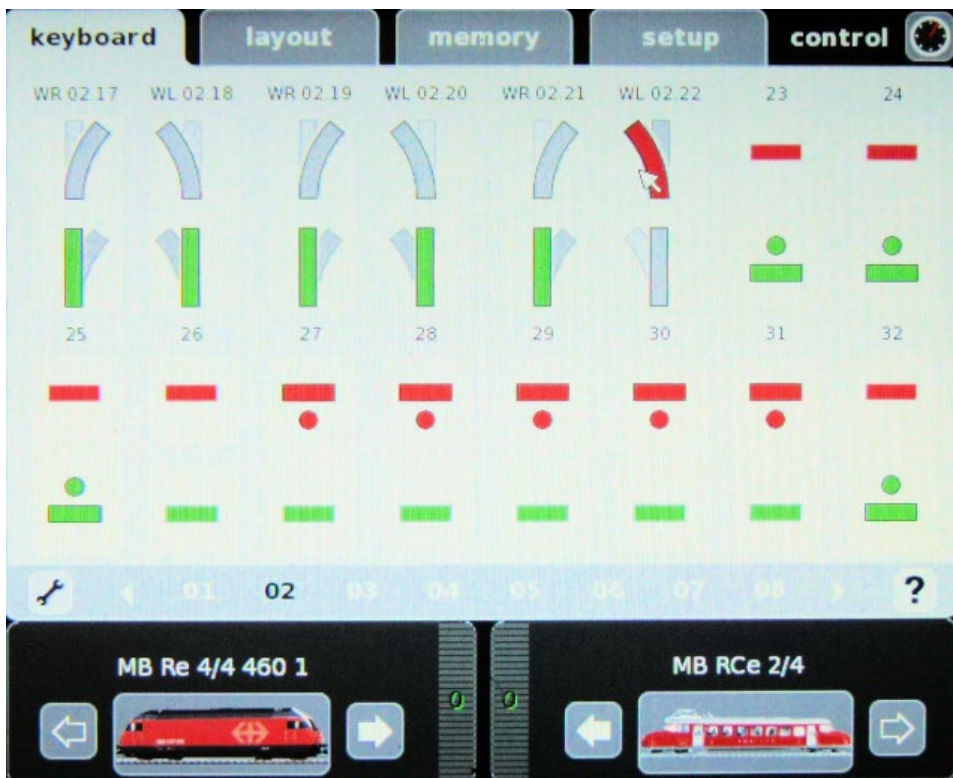 keyboard layout memory setup control
WR 02.17 WL 02.18 WR 02.19 WL 02.20 WR 02.21 WL 02.22 23 24
25 26 27 28 29 30 31 32
01 02 03 04 05 06 07 08 ?
MB Re 4/4 460 1 MB RCe 2/4
0 0